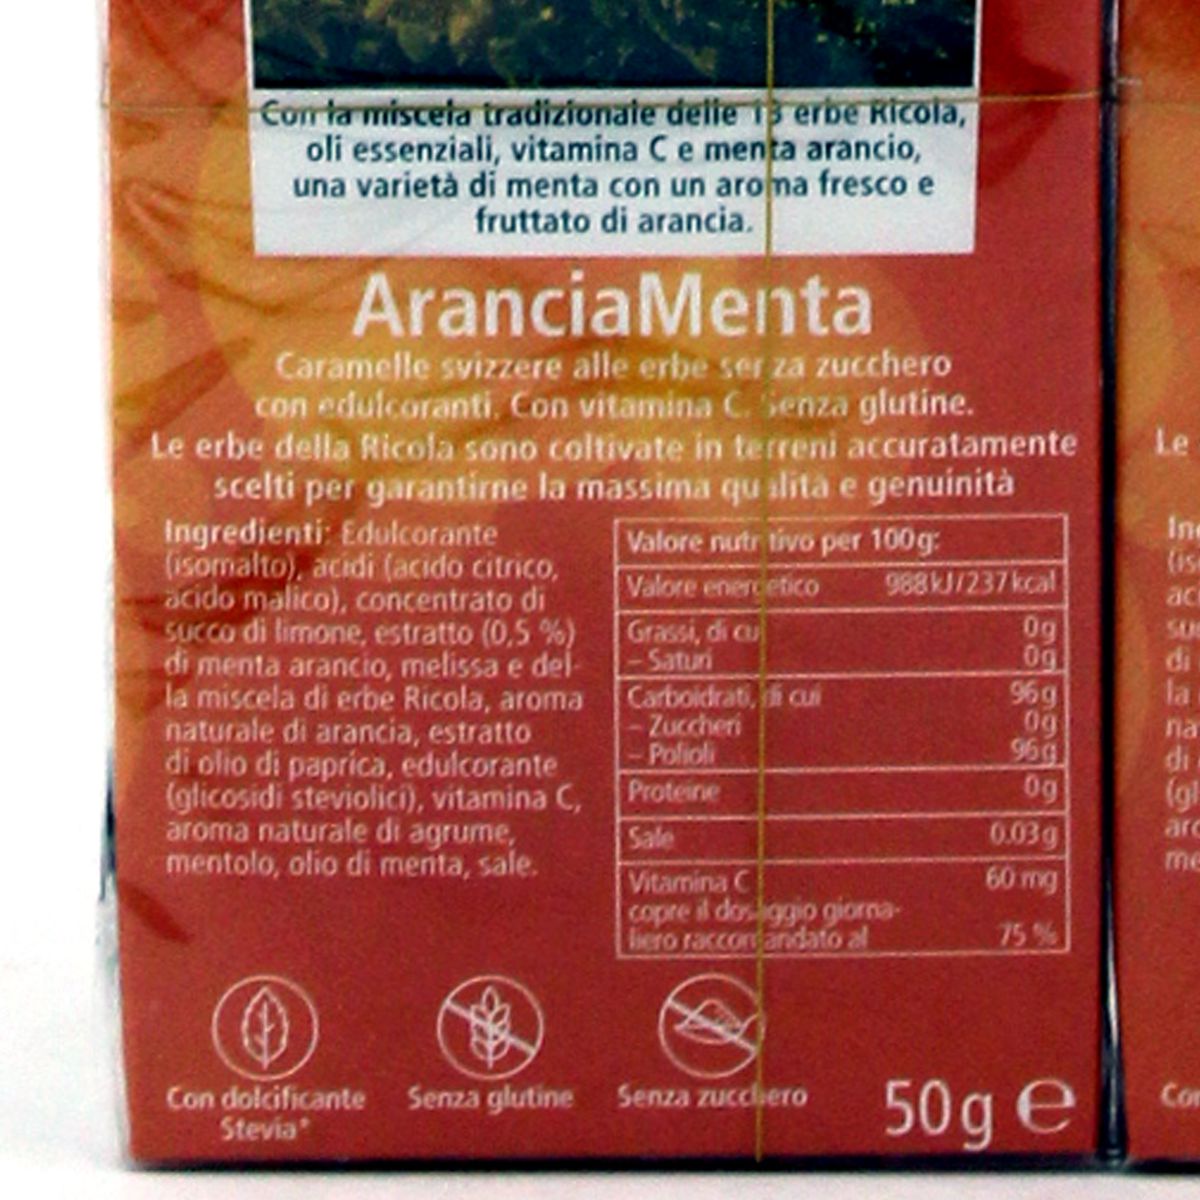 Con la miscela tradizionale delle 13 erbe Ricola,
oli essenziali, vitamina C e menta arancio,
una varietà di menta con un aroma fresco e
fruttato di arancia.
AranciaMenta
Caramelle svizzere alle erbe senza zucchero
con edulcoranti. Con vitamina C. Senza glutine.
Le erbe della Ricola sono coltivate in terreni accuratamente
scelti per garantirne la massima qualità e genuinità
Ingredienti: Edulcorante
(isomalto), acidi (acido citrico,
acido malico), concentrato di
succo di limone, estratto (0,5 %)
di menta arancio, melissa e del-
la miscela di erbe Ricola, aroma
naturale di arancia, estratto
di olio di paprica, edulcorante
(glicosidi steviolici), vitamina C,
aroma naturale di agrume,
mentolo, olio di menta, sale.
Valore nutritivo per 100g:
Valore energetico 988kJ/237kcal
Grassi, di cui 0g
– Saturi 0g
Carboidrati, di cui 96g
– Zuccheri 0g
– Polioli 96g
Proteine 0g
Sale 0.03g
Vitamina C 60 mg
copre il dosaggio giorna-
liero raccomandato al 75 %
Con dolcificante
Stevia*
Senza glutine
Senza zucchero
50g e
Le